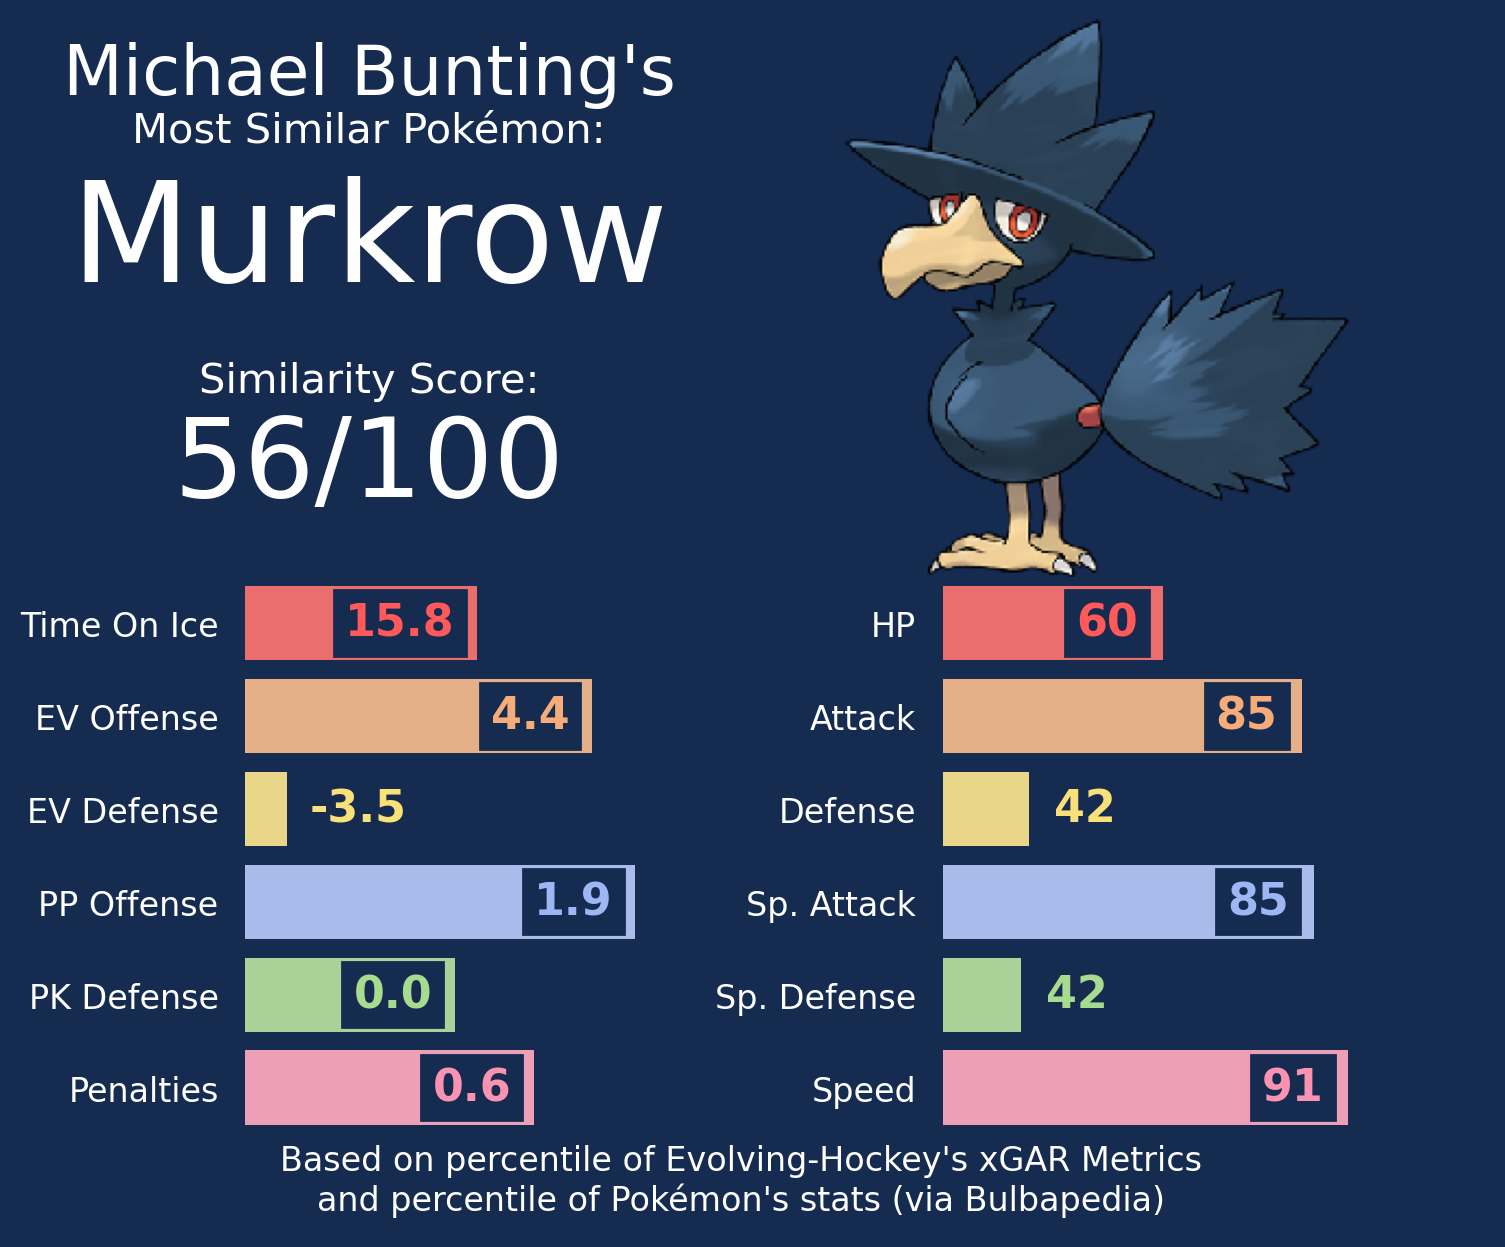 Michael Bunting's
Most Similar Pokémon:
Murkrow
Similarity Score:
56/100
Time On Ice 15.8
EV Offense 4.4
EV Defense -3.5
PP Offense 1.9
PK Defense 0.0
Penalties 0.6
HP 60
Attack 85
Defense 42
Sp. Attack 85
Sp. Defense 42
Speed 91
Based on percentile of Evolving-Hockey's xGAR Metrics
and percentile of Pokémon's stats (via Bulbapedia)